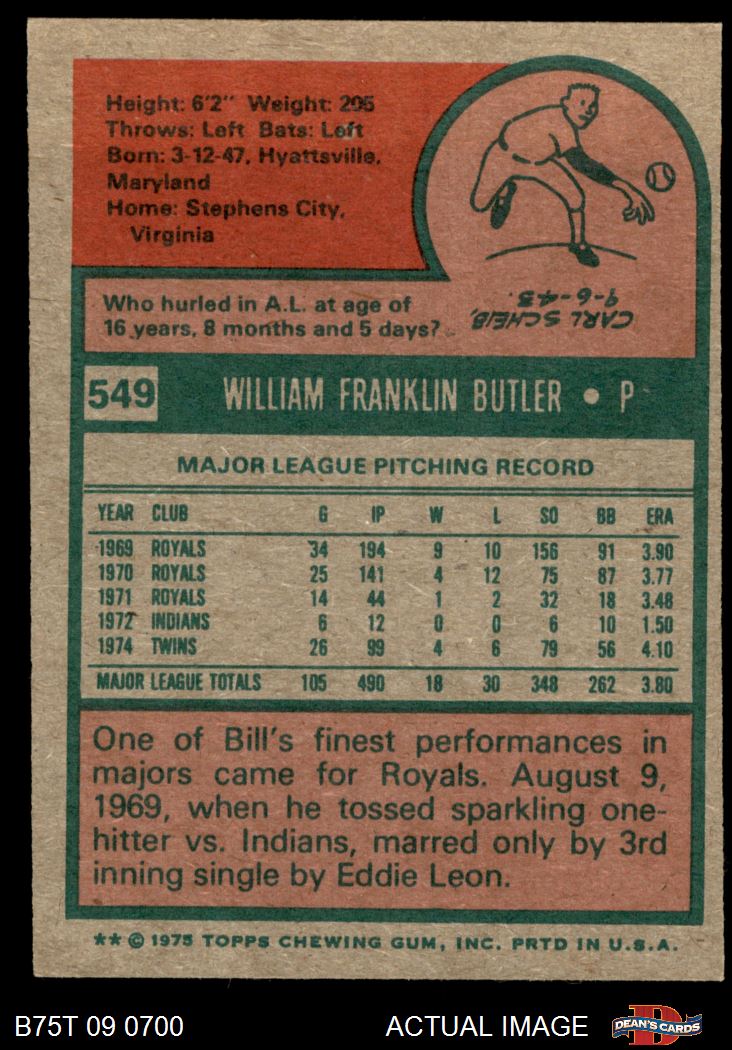 Height: 6'2" Weight: 205
Throws: Left Bats: Left
Born: 3-12-47, Hyattsville,
Maryland
Home: Stephens City,
Virginia
Who hurled in A.L. at age of
16 years, 8 months and 5 days?
CARL SCHEIB,
9-6-43.
549 WILLIAM FRANKLIN BUTLER • P
MAJOR LEAGUE PITCHING RECORD
YEAR CLUB G IP W L SO BB ERA
1969 ROYALS 34 194 9 10 156 91 3.90
1970 ROYALS 25 141 4 12 75 87 3.77
1971 ROYALS 14 44 1 2 32 18 3.48
1972 INDIANS 6 12 0 0 6 10 1.50
1974 TWINS 26 99 4 6 79 56 4.10
MAJOR LEAGUE TOTALS 105 490 18 30 348 262 3.80
One of Bill's finest performances in
majors came for Royals. August 9,
1969, when he tossed sparkling one-
hitter vs. Indians, marred only by 3rd
inning single by Eddie Leon.
** © 1975 TOPPS CHEWING GUM, INC. PRTD IN U.S.A.
B75T 09 0700 ACTUAL IMAGE D DEAN'S CARDS